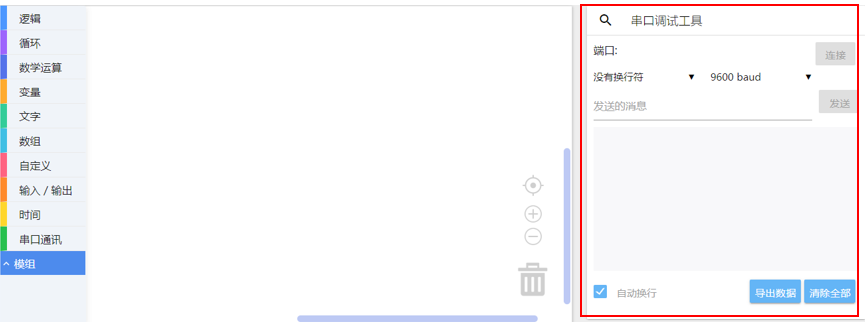 逻辑
循环
数学运算
变量
文字
数组
自定义
输入 / 输出
时间
串口通讯
模组
串口调试工具
端口:
连接
没有换行符 9600 baud
发送的消息
发送
自动换行
导出数据 清除全部